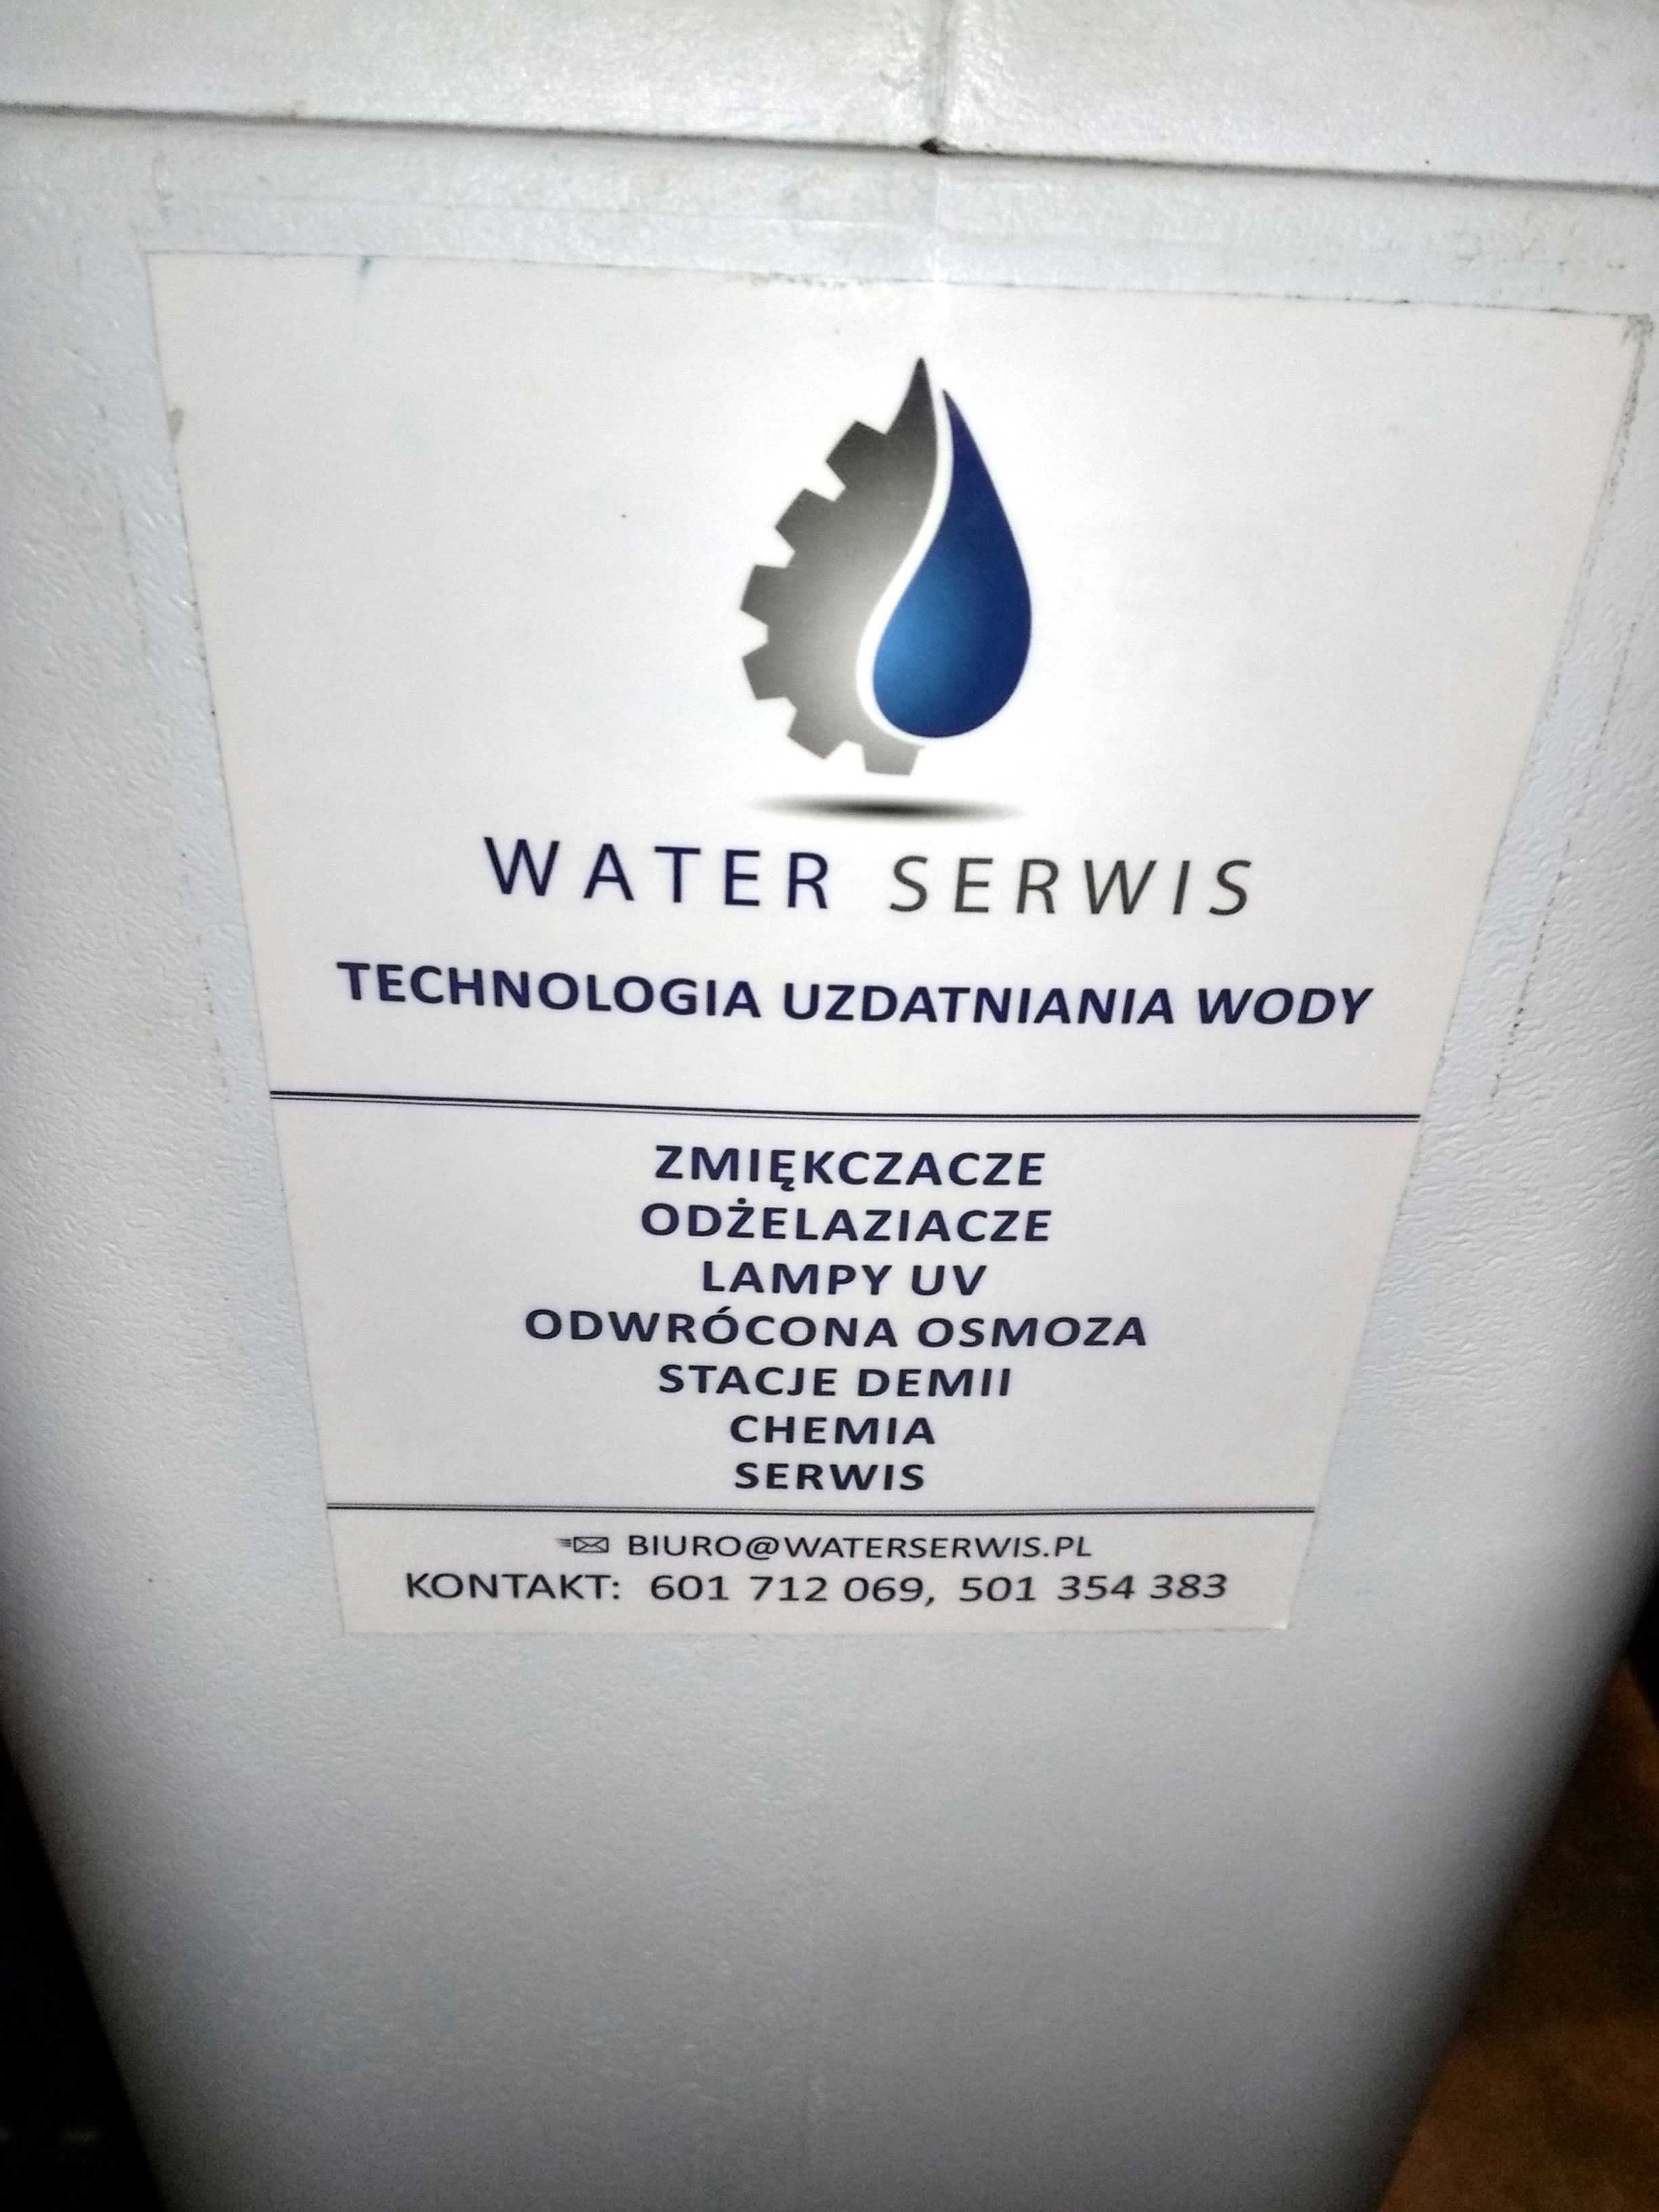 WATER SERWIS
TECHNOLOGIA UZDATNIANIA WODY
ZMIĘKCZACZE
ODŻELAZIACZE
LAMPY UV
ODWRÓCONA OSMOZA
STACJE DEMII
CHEMIA
SERWIS
BIURO@WATERSERWIS.PL
KONTAKT: 601 712 069, 501 354 383